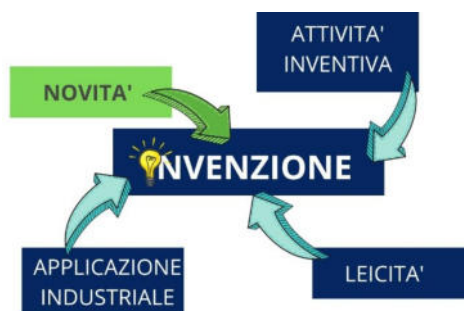 ATTIVITA'
INVENTIVA
NOVITA'
INVENZIONE
APPLICAZIONE
INDUSTRIALE
LEICITA'